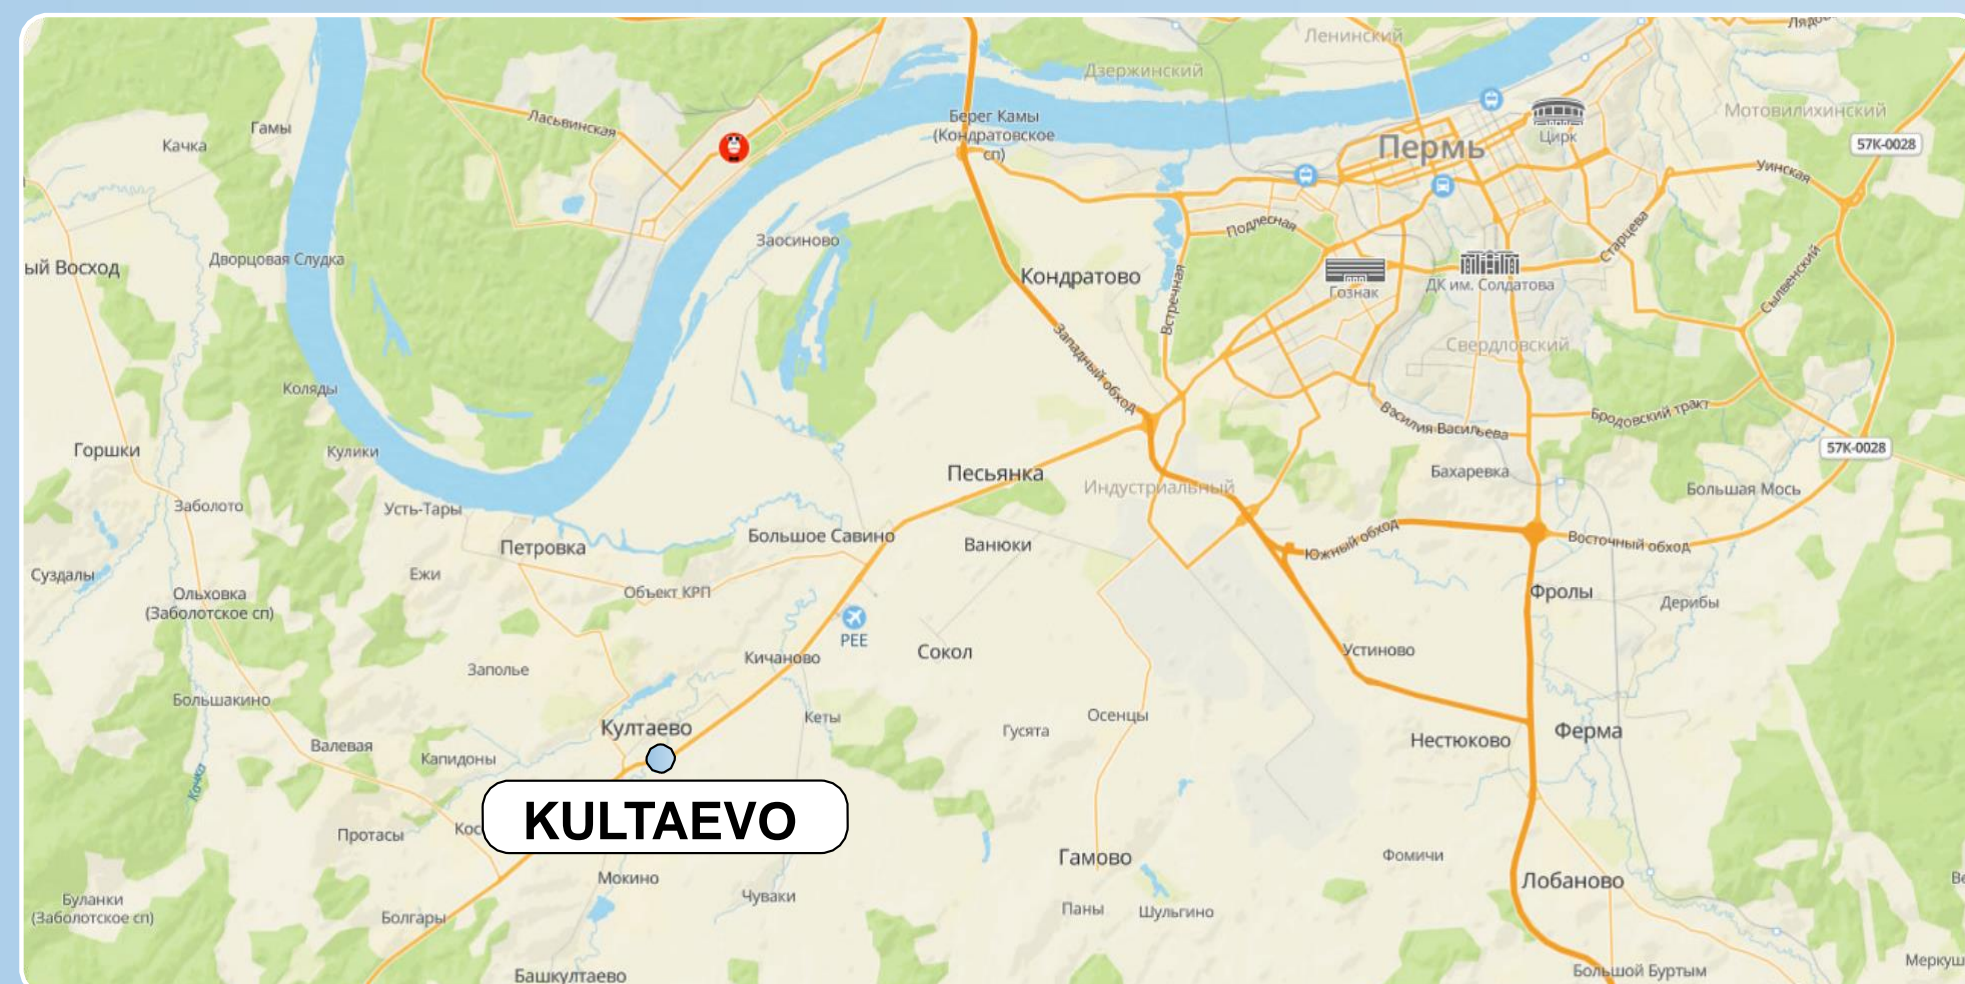 Лядо
Ленинский
Дзержинский
Мотовилихинский
Берег Камы
(Кондратовское
сп)
Гамы
Качка
Ласьвинская
Пермь
Цирк
57К-0028
Уинская
Подлесная
Старцева
Заосиново
Дворцовая Слудка
ый Восход
Кондратово
Встречная
Гознак
ДК им. Солдатова
Сылвенский
Западный обход
Свердловский
Коляды
Василия Васильева
Бродовский тракт
57К-0028
Горшки
Кулики
Песьянка
Индустриальный
Бахаревка
Большая Мось
Заболото
Усть-Тары
Петровка
Большое Савино
Ванюки
Южный обход
Восточный обход
Суздалы
Ежи
Объект КРП
Ольховка
(Заболотское сп)
Фролы
Дерибы
PEE
Заполье
Кичаново
Сокол
Устиново
Большакино
Култаево
Кеты
Гусята
Осенцы
Валевая
Капидоны
Нестюково
Ферма
Качка
KULTAEVO
Протасы
Кос
Гамово
Фомичи
Мокино
Чуваки
Лобаново
Ве
Буланки
(Заболотское сп)
Болгары
Паны
Шульгино
Башкултаево
Большой Буртым
Меркуш